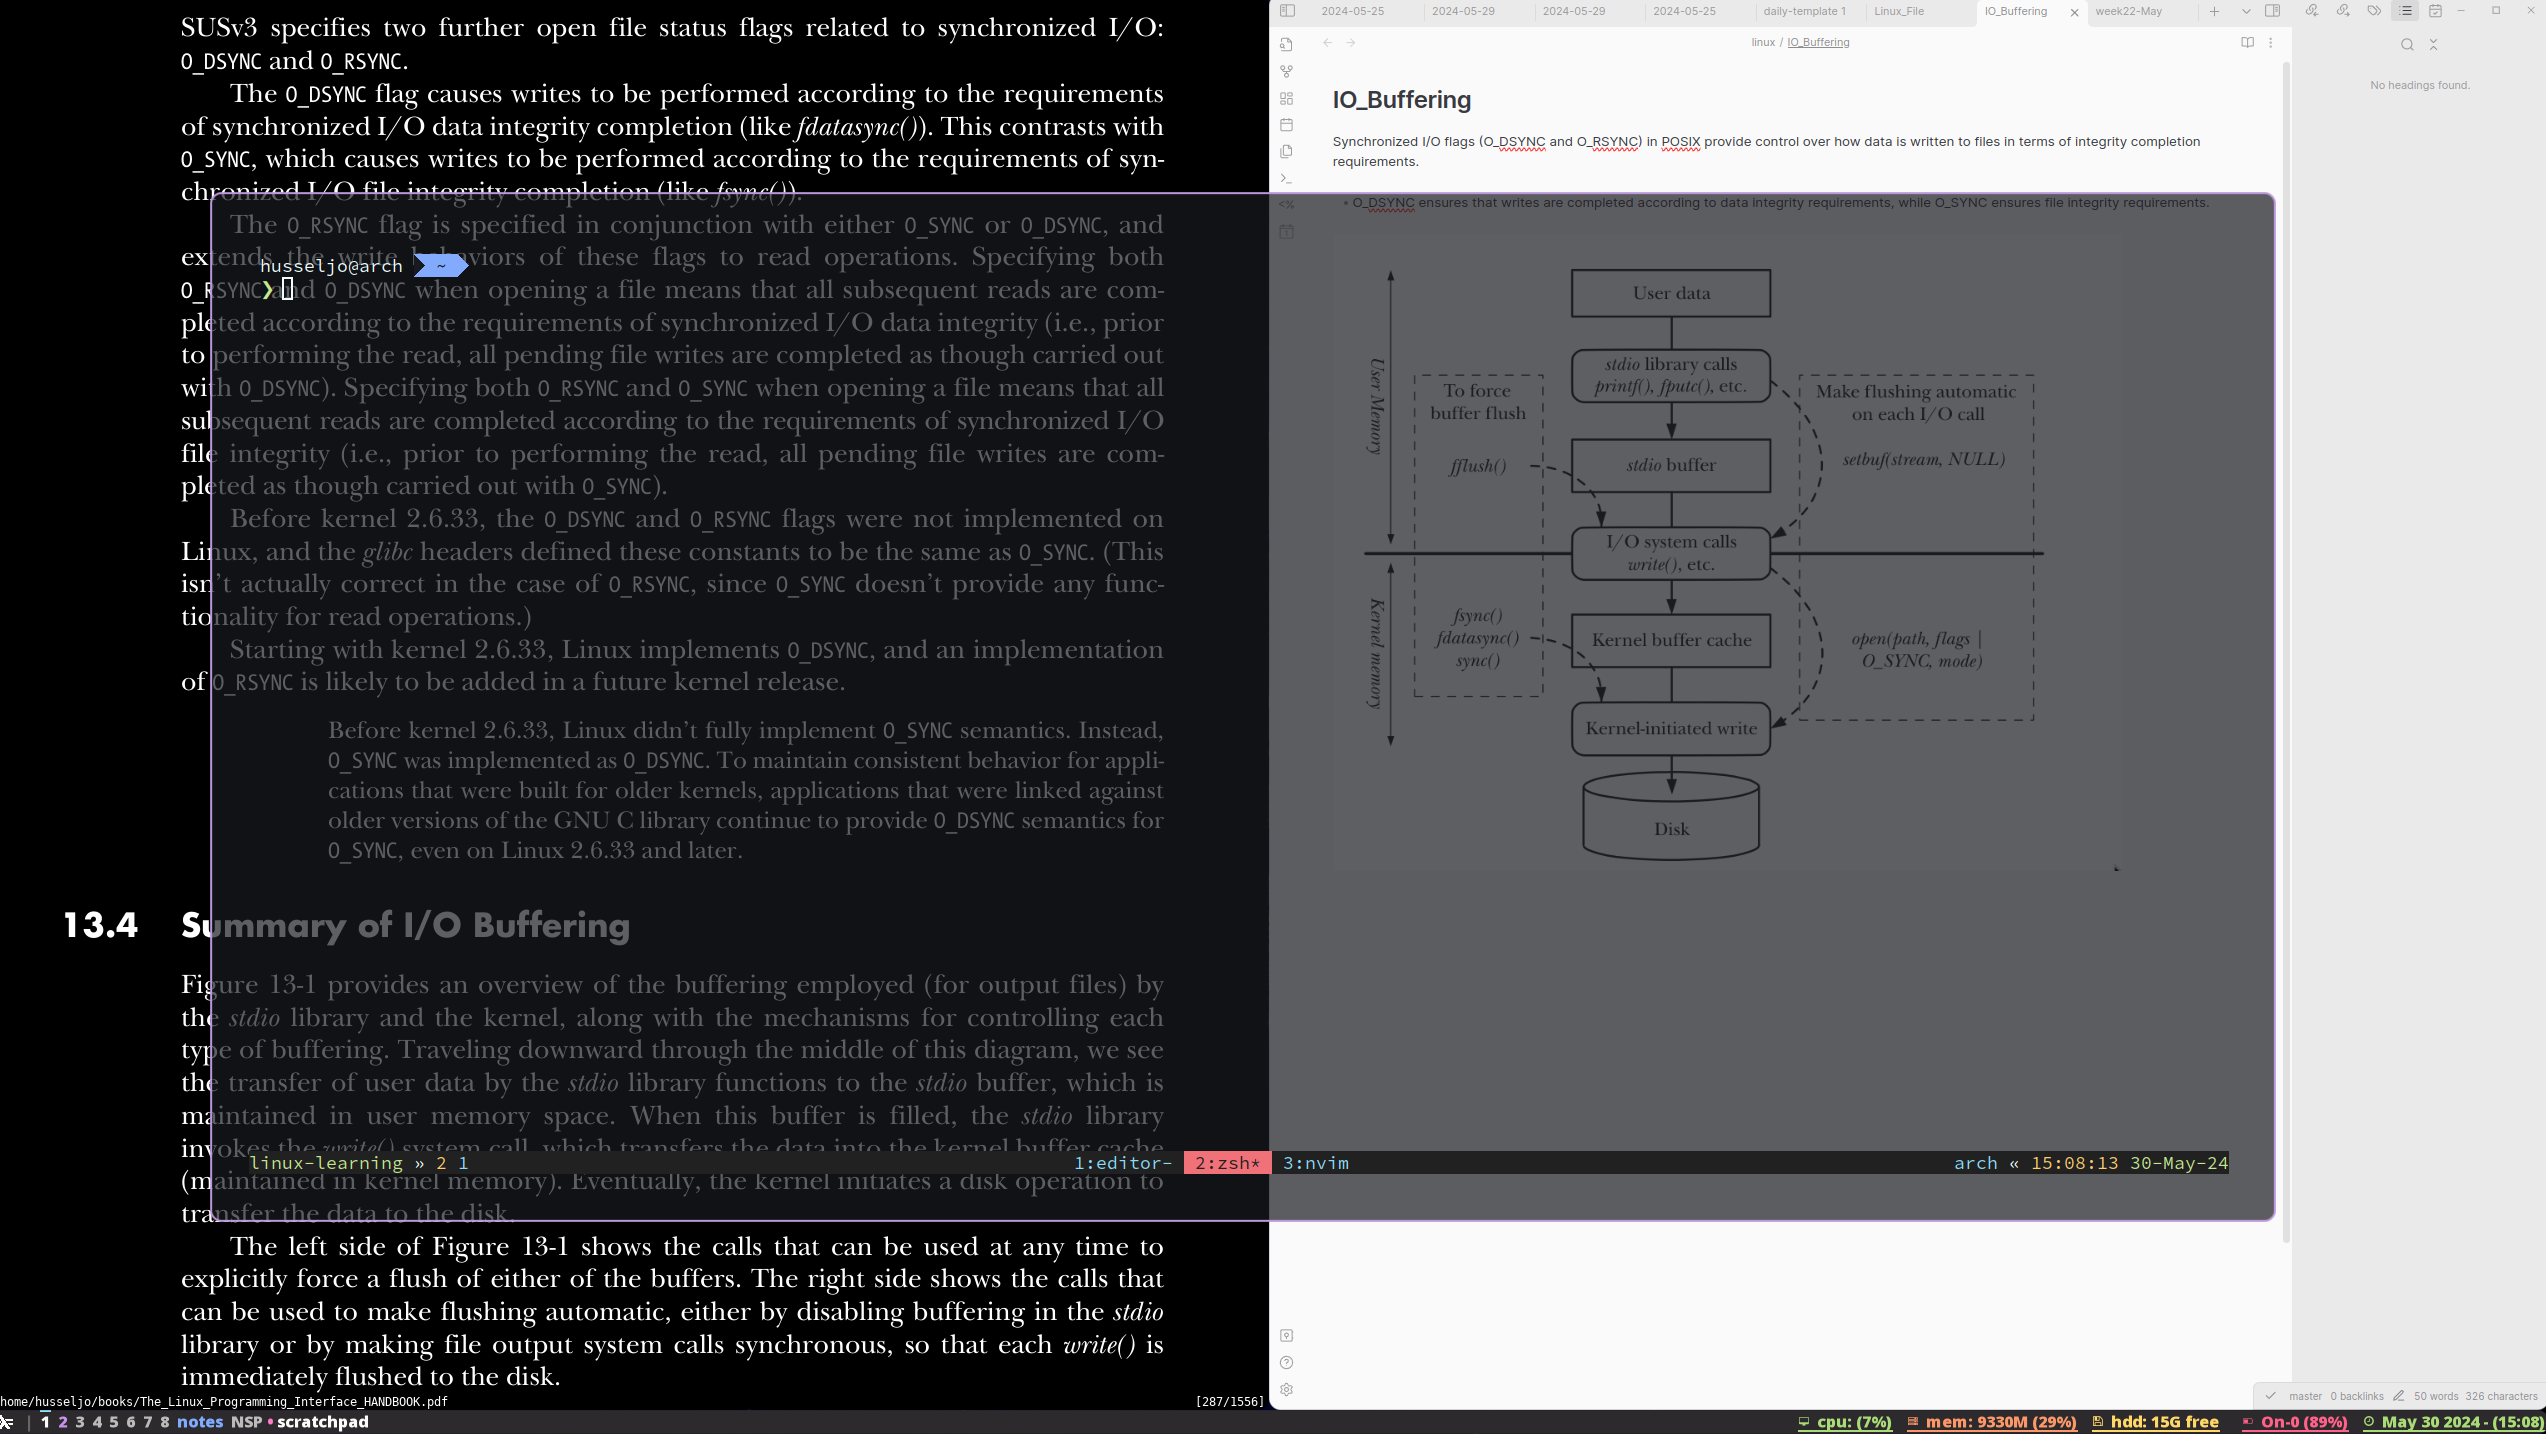 SUSv3 specifies two further open file status flags related to synchronized I/O:
O_DSYNC and O_RSYNC.
The O_DSYNC flag causes writes to be performed according to the requirements
of synchronized I/O data integrity completion (like fdatasync()). This contrasts with
O_SYNC, which causes writes to be performed according to the requirements of syn-
chronized I/O file integrity completion (like fsync()).
The O_RSYNC flag is specified in conjunction with either O_SYNC or O_DSYNC, and
extends the write behaviors of these flags to read operations. Specifying both
O_RSYNC and O_DSYNC when opening a file means that all subsequent reads are com-
pleted according to the requirements of synchronized I/O data integrity (i.e., prior
to performing the read, all pending file writes are completed as though carried out
with O_DSYNC). Specifying both O_RSYNC and O_SYNC when opening a file means that all
subsequent reads are completed according to the requirements of synchronized I/O
file integrity (i.e., prior to performing the read, all pending file writes are com-
pleted as though carried out with O_SYNC).
Before kernel 2.6.33, the O_DSYNC and O_RSYNC flags were not implemented on
Linux, and the glibc headers defined these constants to be the same as O_SYNC. (This
isn't actually correct in the case of O_RSYNC, since O_SYNC doesn't provide any func-
tionality for read operations.)
Starting with kernel 2.6.33, Linux implements O_DSYNC, and an implementation
of O_RSYNC is likely to be added in a future kernel release.
Before kernel 2.6.33, Linux didn't fully implement O_SYNC semantics. Instead,
O_SYNC was implemented as O_DSYNC. To maintain consistent behavior for appli-
cations that were built for older kernels, applications that were linked against
older versions of the GNU C library continue to provide O_DSYNC semantics for
O_SYNC, even on Linux 2.6.33 and later.
13.4 Summary of I/O Buffering
Figure 13-1 provides an overview of the buffering employed (for output files) by
the stdio library and the kernel, along with the mechanisms for controlling each
type of buffering. Traveling downward through the middle of this diagram, we see
the transfer of user data by the stdio library functions to the stdio buffer, which is
maintained in user memory space. When this buffer is filled, the stdio library
invokes the write() system call, which transfers the data into the kernel buffer cache
(maintained in kernel memory). Eventually, the kernel initiates a disk operation to
transfer the data to the disk.
The left side of Figure 13-1 shows the calls that can be used at any time to
explicitly force a flush of either of the buffers. The right side shows the calls that
can be used to make flushing automatic, either by disabling buffering in the stdio
library or by making file output system calls synchronous, so that each write() is
immediately flushed to the disk.
home/husseljo/books/The_Linux_Programming_Interface_HANDBOOK.pdf [287/1556]
husseljo@arch ~
❯
linux-learning » 2 1 1:editor- 2:zsh* 3:nvim arch « 15:08:13 30-May-24
2024-05-25 2024-05-29 2024-05-29 2024-05-25 daily-template 1 Linux_File IO_Buffering week22-May
linux / IO_Buffering
No headings found.
IO_Buffering
Synchronized I/O flags (O_DSYNC and O_RSYNC) in POSIX provide control over how data is written to files in terms of integrity completion
requirements.
• O_DSYNC ensures that writes are completed according to data integrity requirements, while O_SYNC ensures file integrity requirements.
User data
User Memory
stdio library calls
printf(), fputc(), etc.
To force
buffer flush
Make flushing automatic
on each I/O call
fflush()
stdio buffer
setbuf(stream, NULL)
I/O system calls
write(), etc.
Kernel memory
fsync()
fdatasync()
sync()
Kernel buffer cache
open(path, flags |
O_SYNC, mode)
Kernel-initiated write
Disk
master 0 backlinks 50 words 326 characters
| 1 2 3 4 5 6 7 8 notes NSP • scratchpad cpu: (7%) mem: 9330M (29%) hdd: 15G free On-0 (89%) May 30 2024 - (15:08)